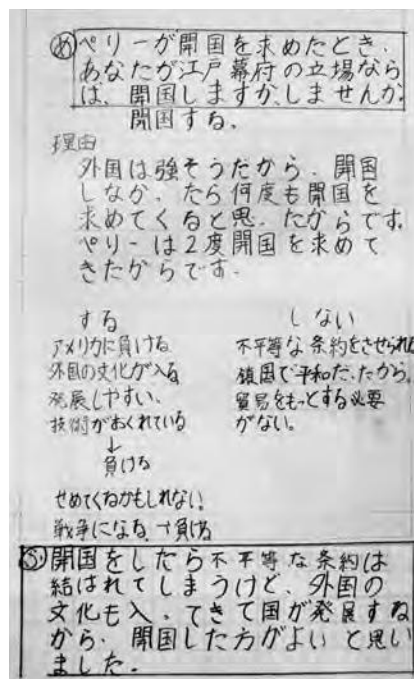 め ペリーが開国を求めたとき、
あなたが江戸幕府の立場なら
ば、開国しますか、しませんか。
開国する。
理由
外国は強そうだから、開国
しなかったら何度も開国を
求めてくると思ったからです。
ペリーは2度開国を求めて
きたからです。
する
アメリカに負ける
外国の文化が入る
発展しやすい、
技術がおくれている
↓
負ける
せめてくるかもしれない。
戦争になる→負ける
しない
不平等な条約をさせられる
鎖国で平和だったから。
貿易をもっとする必要
がない。
開国をしたら不平等な条約は
結ばれてしまうけど、外国の
文化も入ってきて国が発展する
から、開国した方がよいと思い
ました。